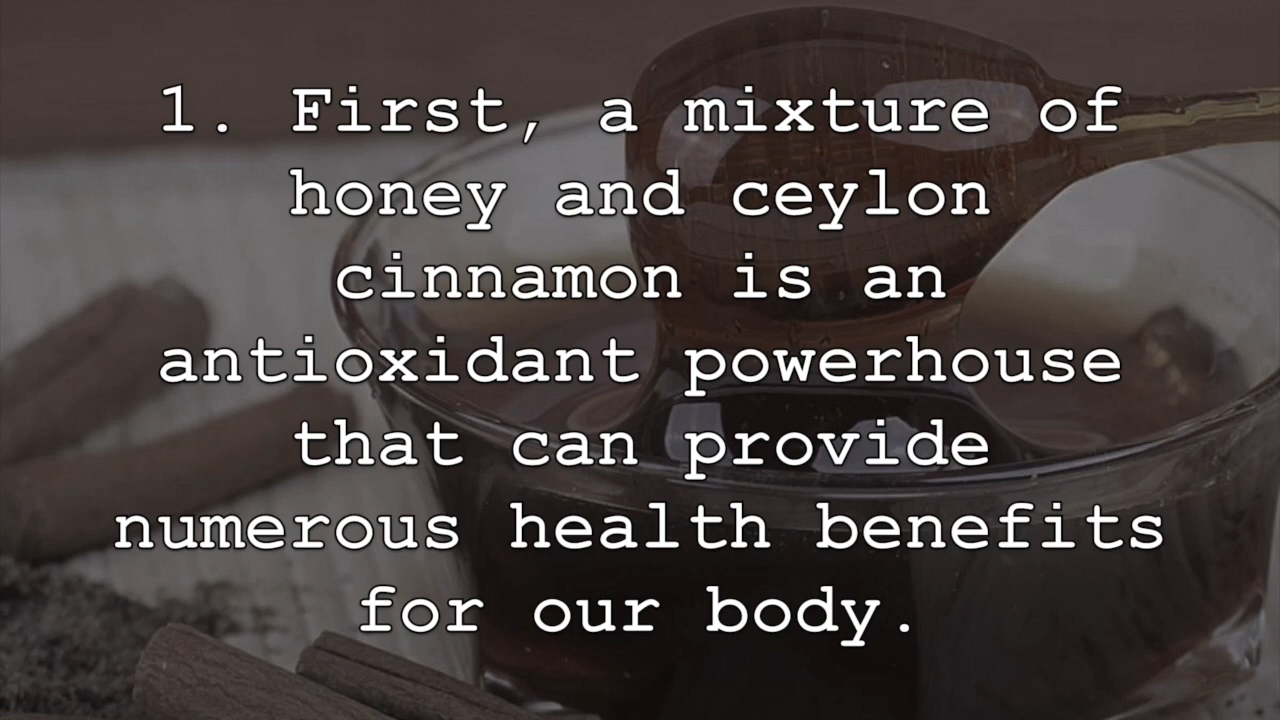 1. First, a mixture of
honey and ceylon
cinnamon is an
antioxidant powerhouse
that can provide
numerous health benefits
for our body.